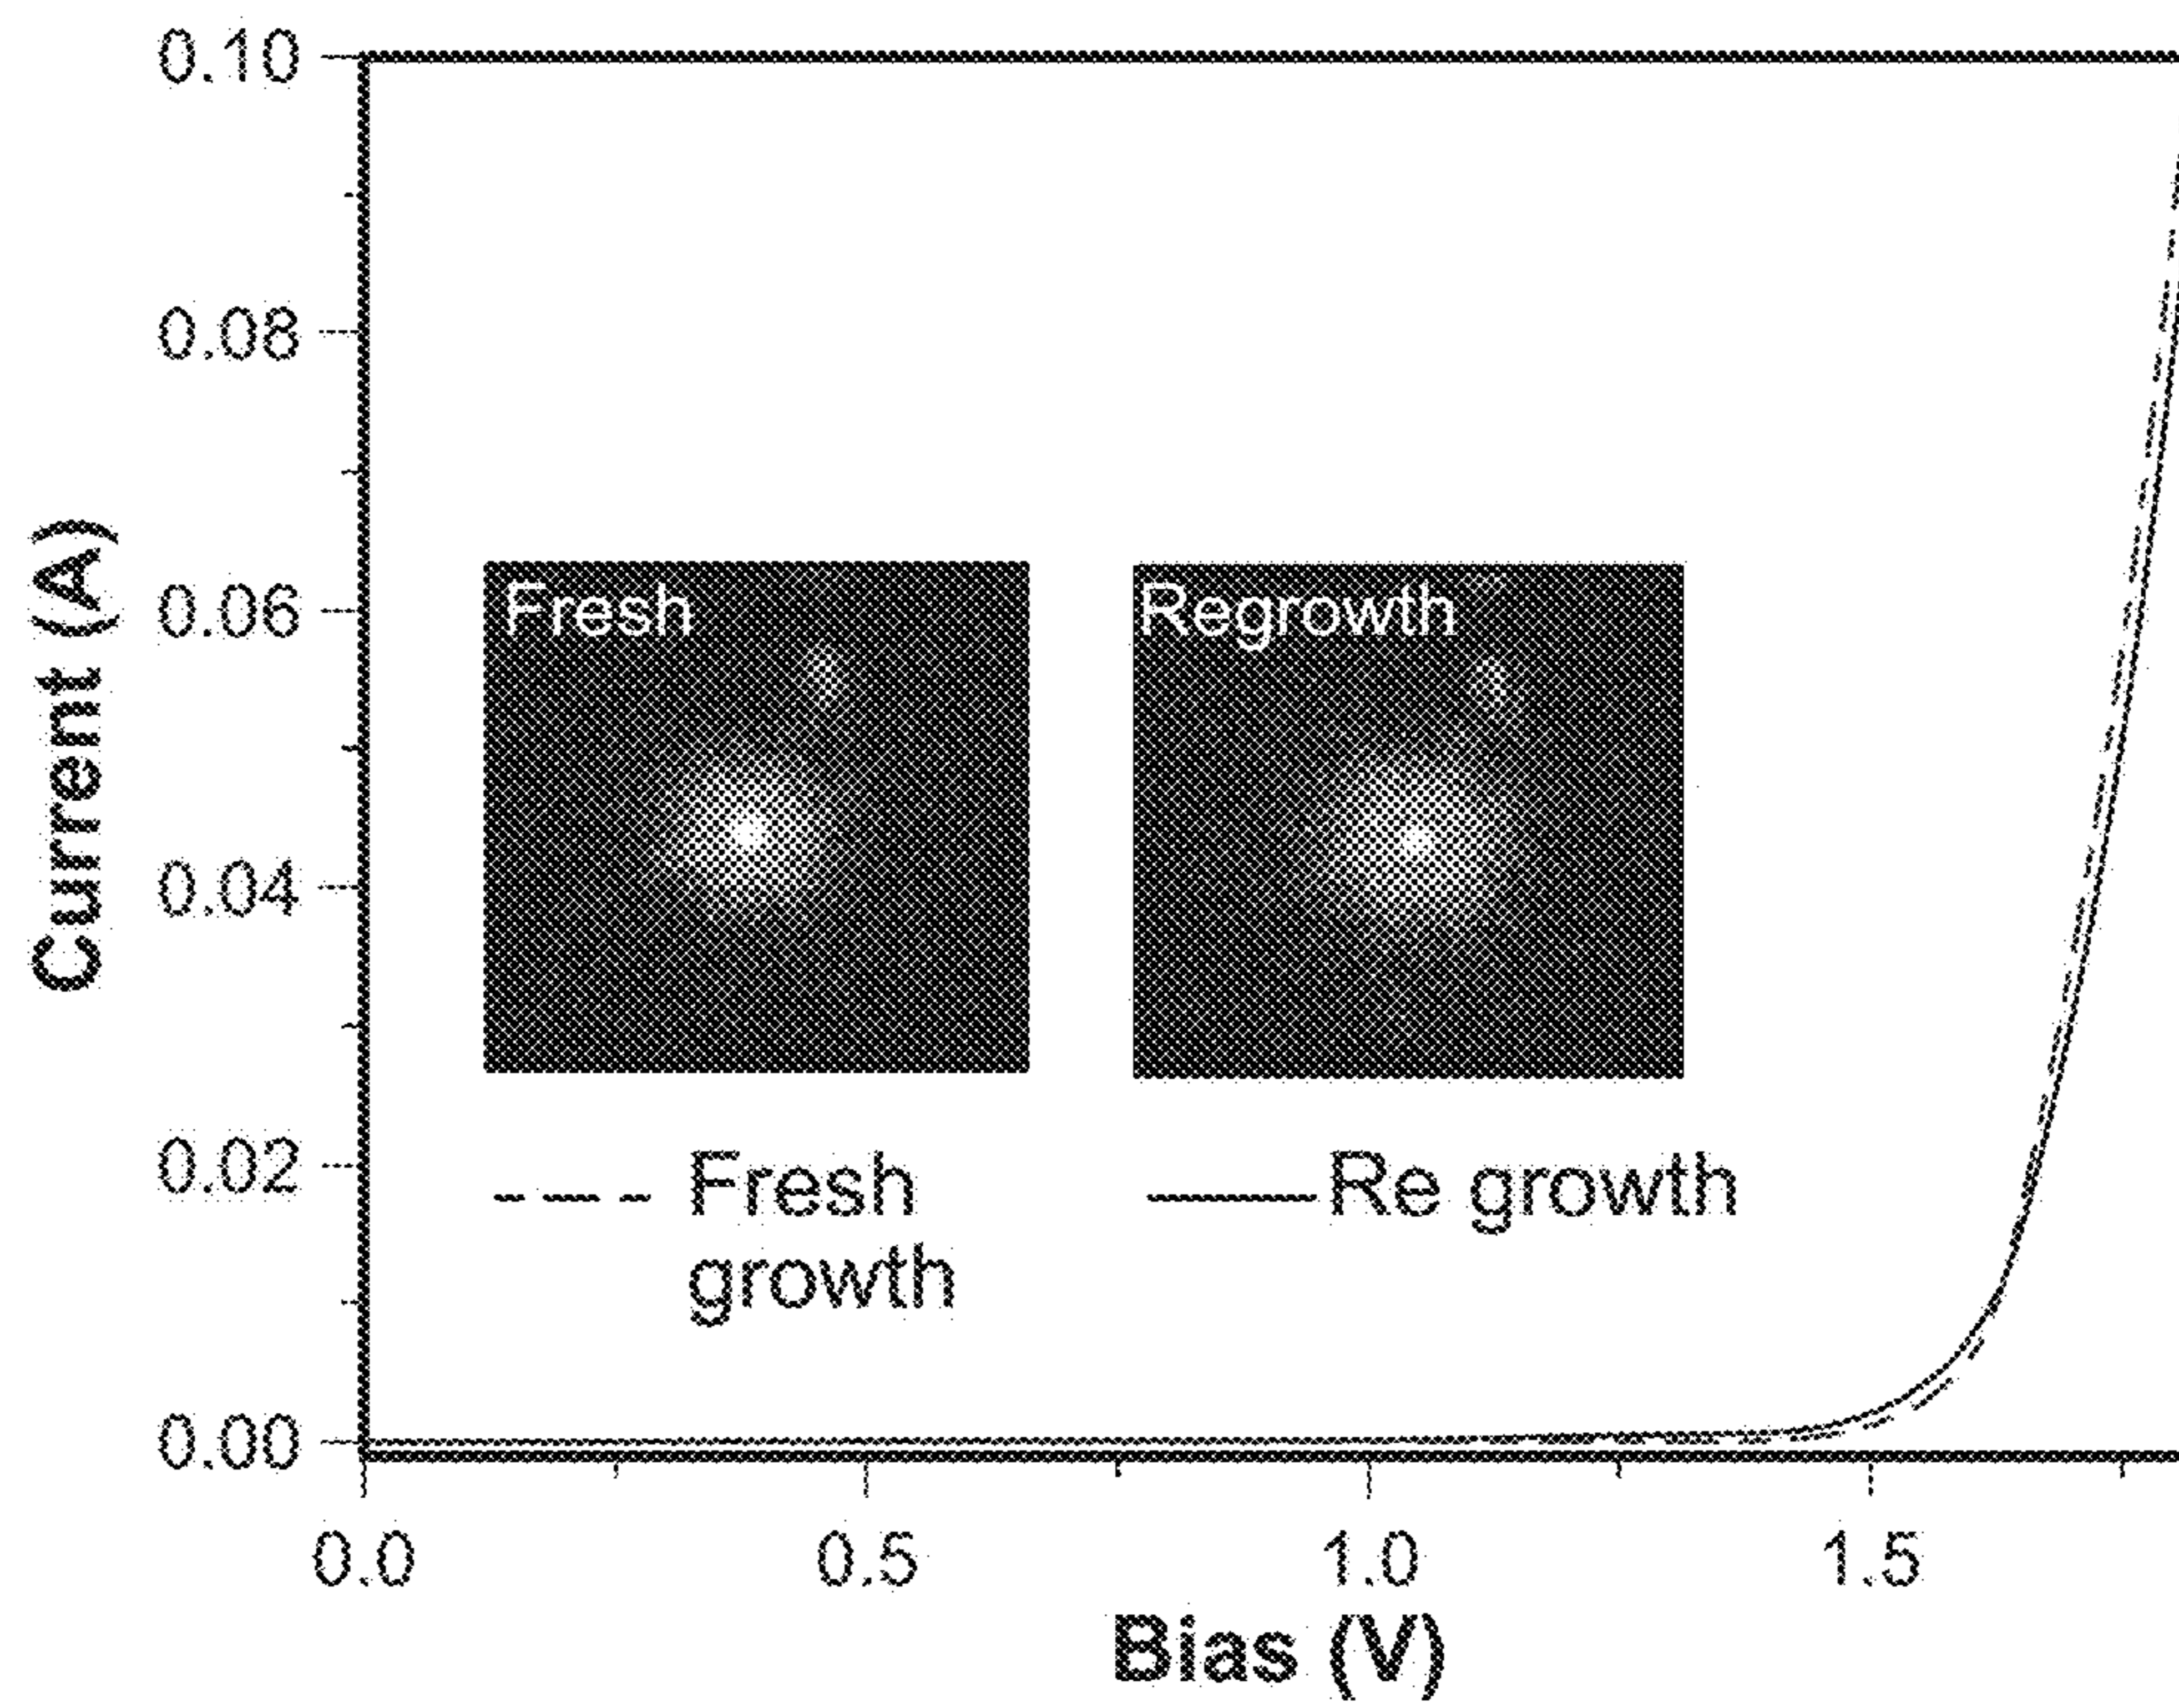 0.10
0.08
0.06
0.04
0.02
0.00
Current (A)
Fresh
Regrowth
Fresh
growth
Re growth
0.0
0.5
1.0
1.5
Bias (V)